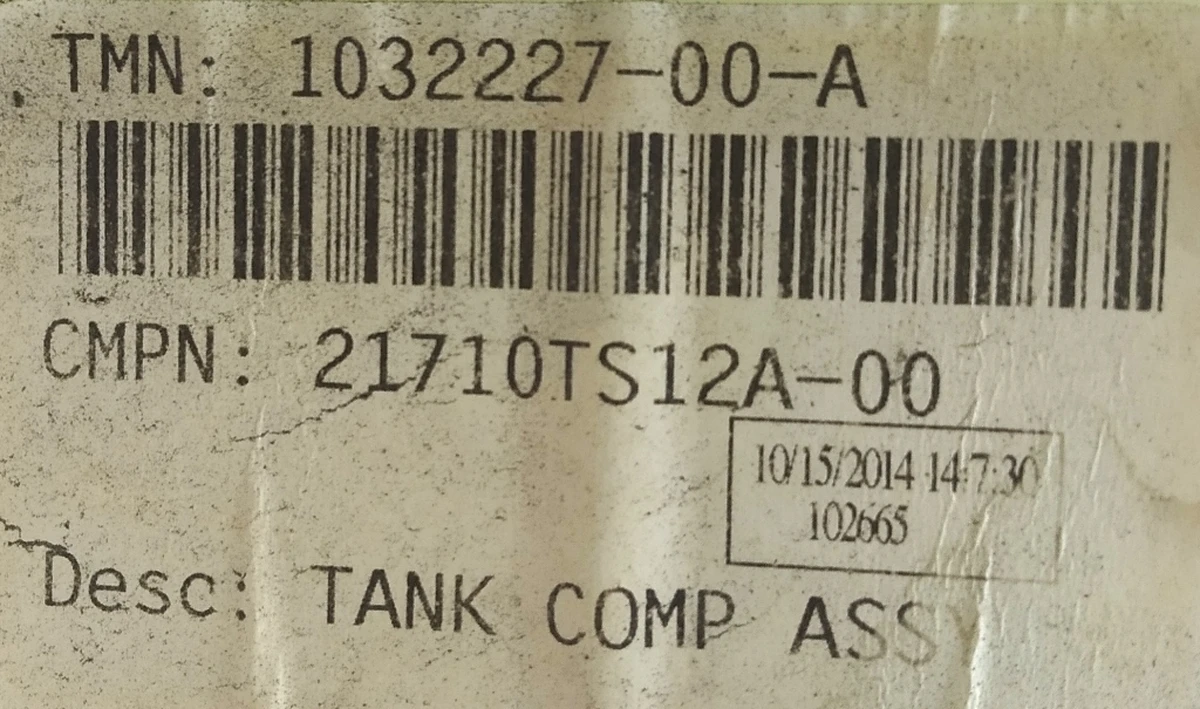 TMN: 1032227-00-A
CMPN: 21710TS12A-00
10/15/2014 14:7:30
102665
Desc: TANK COMP ASSY